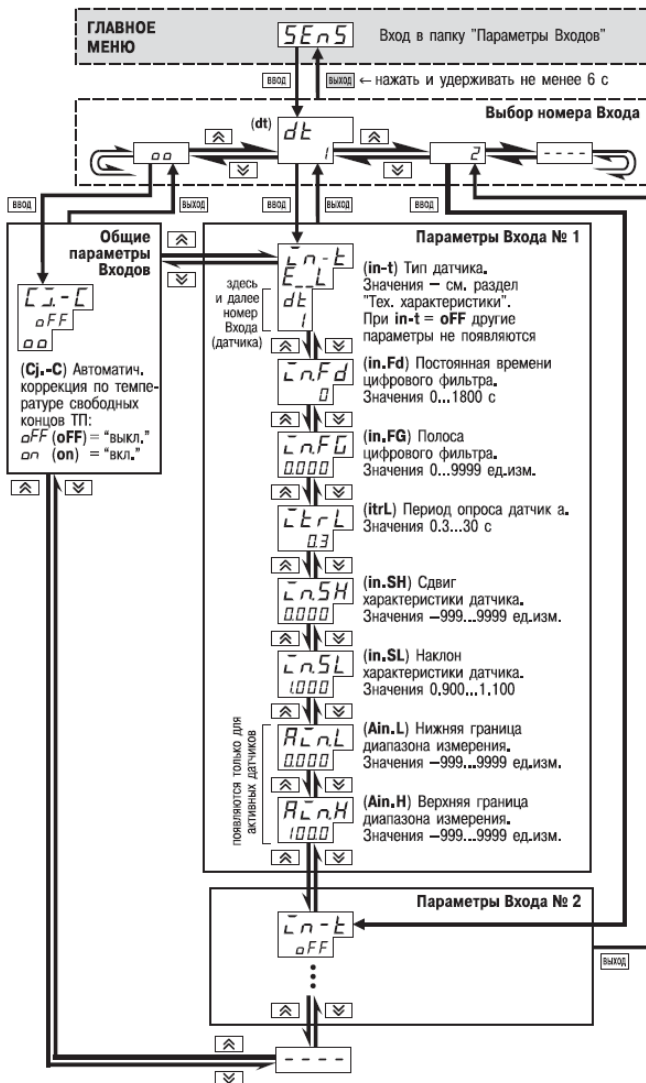 ГЛАВНОЕ
МЕНЮ
SEnS
Вход в папку "Параметры Входов"
ввод
выход
← нажать и удерживать не менее 6 с
Выбор номера Входа
(dt)
dt
1
oo
2
----
ввод
выход
ввод
выход
ввод
Общие
параметры
Входов
Cj.-C
oFF
oo
(Cj.-C) Автоматич.
коррекция по темпе-
ратуре свободных
концов ТП:
oFF (oFF) = "выкл."
on (on) = "вкл."
Параметры Входа № 1
in-t
E__L
dt
1
здесь
и далее
номер
Входа
(датчика)
(in-t) Тип датчика.
Значения – см. раздел
"Тех. характеристики".
При in-t = oFF другие
параметры не появляются
in.Fd
0
(in.Fd) Постоянная времени
цифрового фильтра.
Значения 0...1800 с
in.FG
0.000
(in.FG) Полоса
цифрового фильтра.
Значения 0...9999 ед.изм.
itrL
0.3
(itrL) Период опроса датчик а.
Значения 0.3...30 с
in.SH
0.000
(in.SH) Сдвиг
характеристики датчика.
Значения –999...9999 ед.изм.
in.SL
1.000
(in.SL) Наклон
характеристики датчика.
Значения 0,900...1,100
появляются только для
активных датчиков
Ain.L
0.000
(Ain.L) Нижняя граница
диапазона измерения.
Значения –999...9999 ед.изм.
Ain.H
100.0
(Ain.H) Верхняя граница
диапазона измерения.
Значения –999...9999 ед.изм.
Параметры Входа № 2
in-t
oFF
выход
----